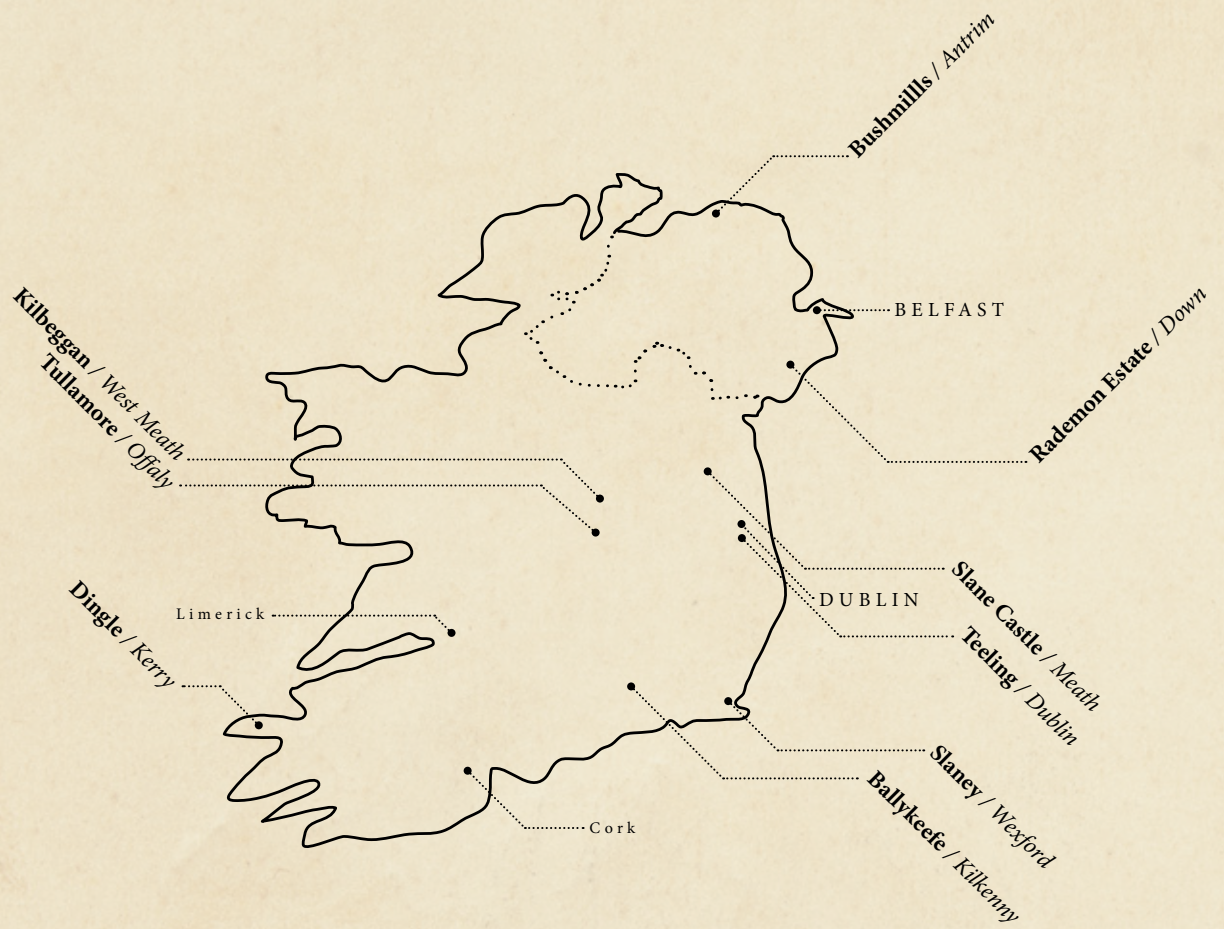 Bushmillls / Antrim
BELFAST
Rademon Estate / Down
Kilbeggan / West Meath
Tullamore / Offaly
Slane Castle / Meath
DUBLIN
Teeling / Dublin
Limerick
Dingle / Kerry
Slaney / Wexford
Ballykeefe / Kilkenny
Cork